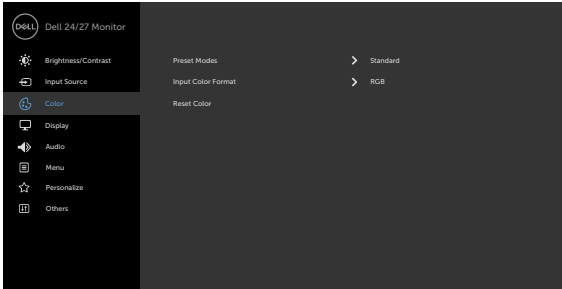 DELL Dell 24/27 Monitor
Brightness/Contrast
Input Source
Color
Display
Audio
Menu
Personalize
Others
Preset Modes Standard
Input Color Format RGB
Reset Color